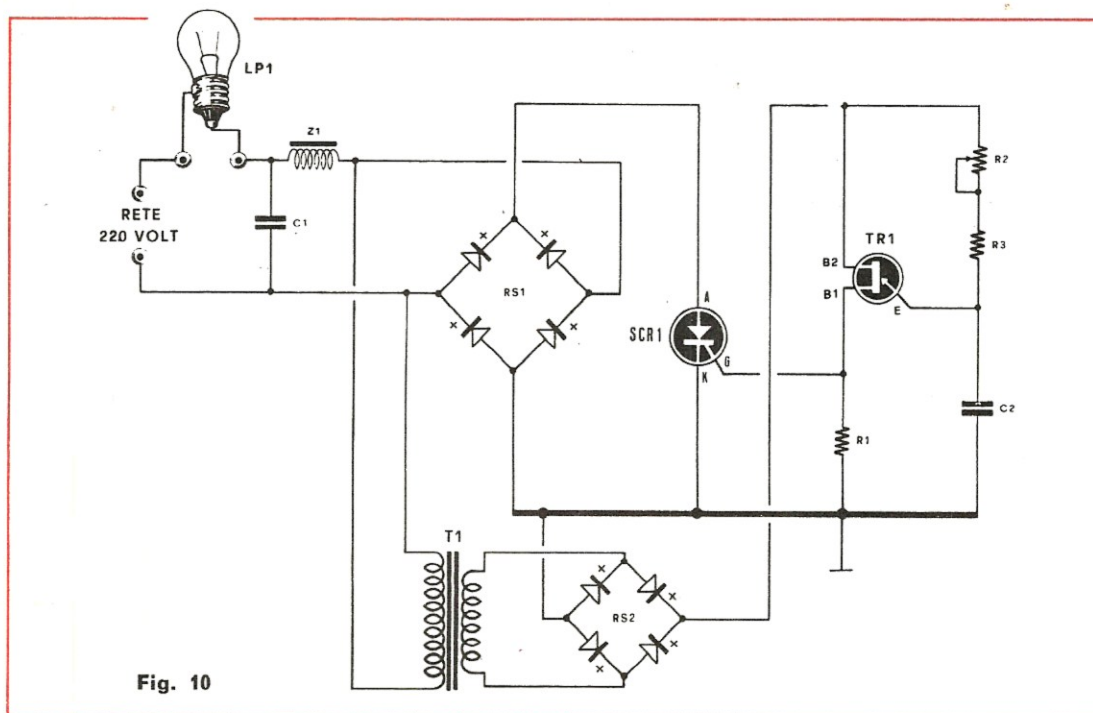 LP1
Z1
RETE
220 VOLT
C1
×
×
RS1
×
×
A
SCR1
G
K
B2
TR1
B1
E
R2
R3
C2
R1
T1
×
×
RS2
×
×
Fig. 10